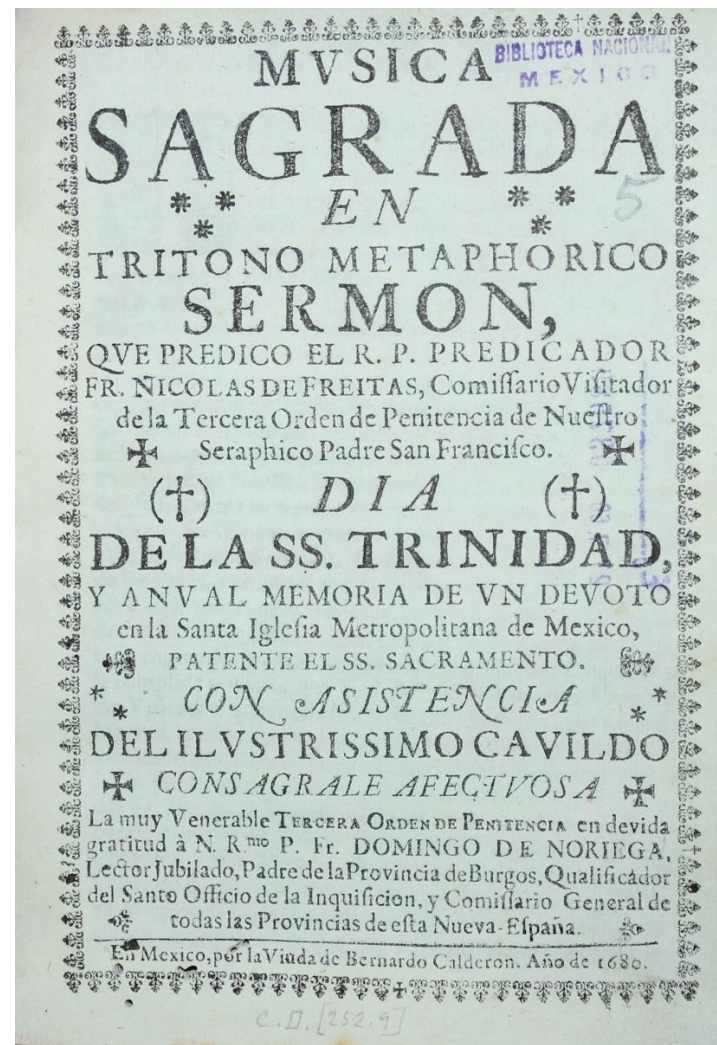 MVSICA
BIBLIOTECA NACIONAL
MEXICO
SAGRADA
5
EN
TRITONO METAPHORICO
SERMON,
QVE PREDICO EL R. P. PREDICADOR
FR. NICOLAS DE FREITAS, Comiſſario Viſitador
de la Tercera Orden de Penitencia de Nueſtro
Seraphico Padre San Franciſco.
DIA
DE LA SS. TRINIDAD,
Y ANVAL MEMORIA DE VN DEVOTO
en la Santa Igleſia Metropolitana de Mexico,
PATENTE EL SS. SACRAMENTO.
CON ASISTENCIA
DEL ILVSTRISSIMO CAVILDO
CONSAGRALE AFECTVOSA
La muy Venerable TERCERA ORDEN DE PENITENCIA en devida
gratitud à N. Rmo P. Fr. DOMINGO DE NORIEGA,
Lector Jubilado, Padre de la Provincia de Burgos, Qualificador
del Santo Officio de la Inquiſicion, y Comiſſario General de
todas las Provincias de eſta Nueva-Eſpaña.
En Mexico, por la Viuda de Bernardo Calderon. Año de 1680.
C.D. [252.9]